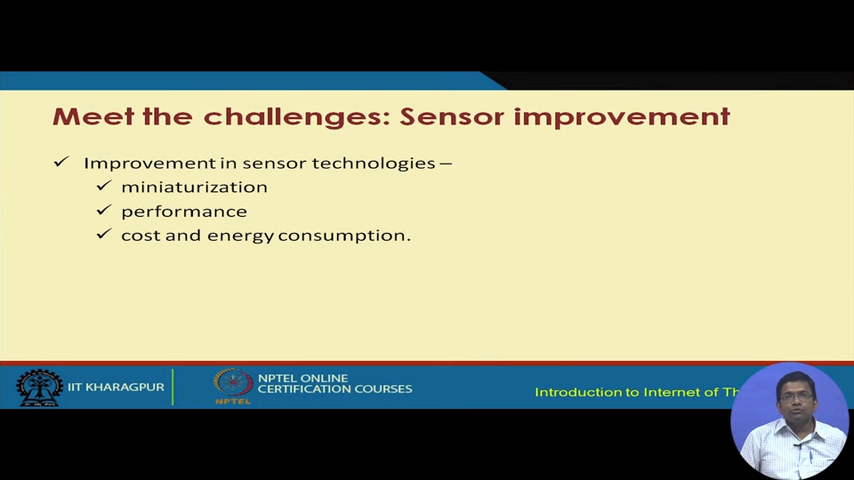 Meet the challenges: Sensor improvement
✓ Improvement in sensor technologies –
✓ miniaturization
✓ performance
✓ cost and energy consumption.
IIT KHARAGPUR
NPTEL
NPTEL ONLINE
CERTIFICATION COURSES
Introduction to Internet of Th